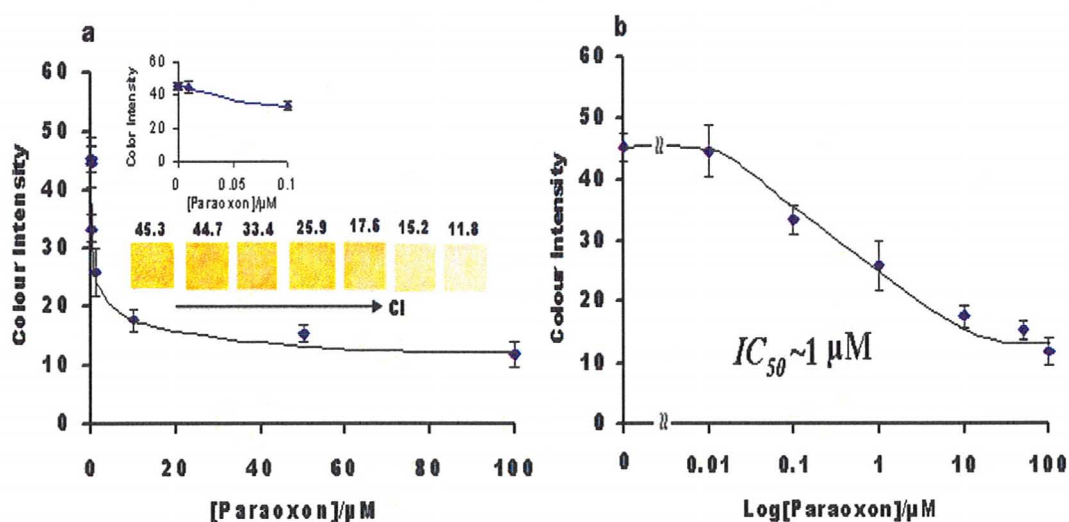 a
60
50
40
30
20
10
0
Colour Intensity
0 20 40 60 80 100
[Paraoxon]/µM
60
40
20
0
Color Intensity
0 0.05 0.1
[Paraoxon]/µM
45.3 44.7 33.4 25.9 17.6 15.2 11.8
CI
b
60
50
40
30
20
10
0
Colour Intensity
IC50~1 µM
0 0.01 0.1 1 10 100
Log[Paraoxon]/µM